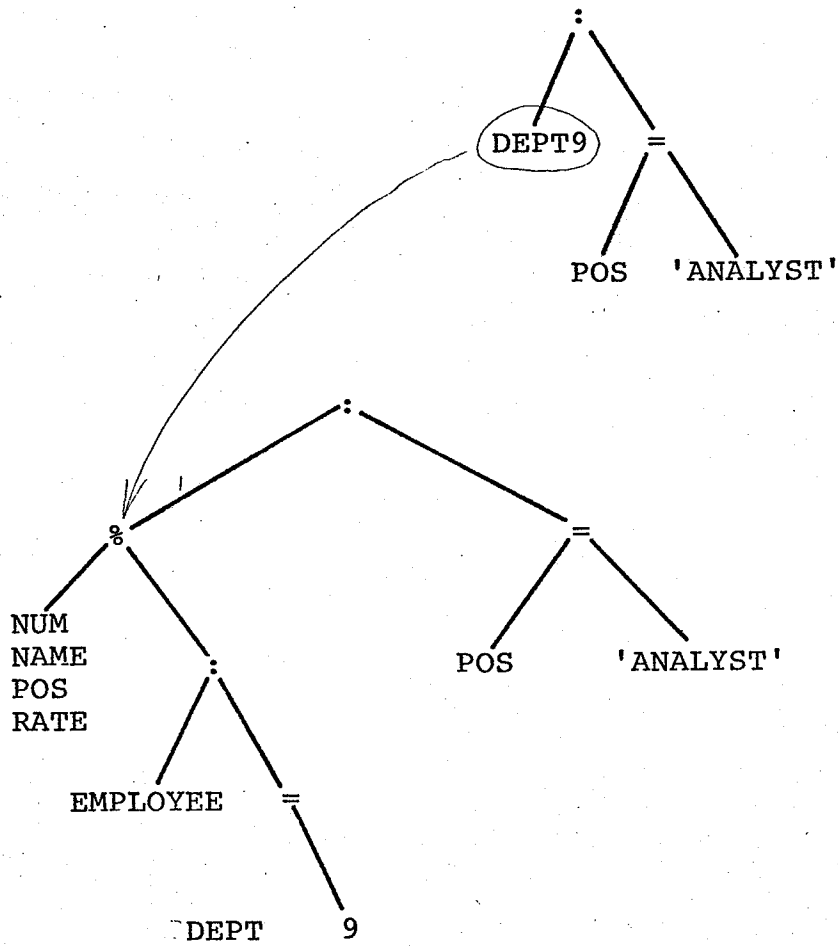 :
DEPT9 =
POS 'ANALYST'
:
% =
NUM
NAME
POS
RATE
:
POS 'ANALYST'
EMPLOYEE =
DEPT 9